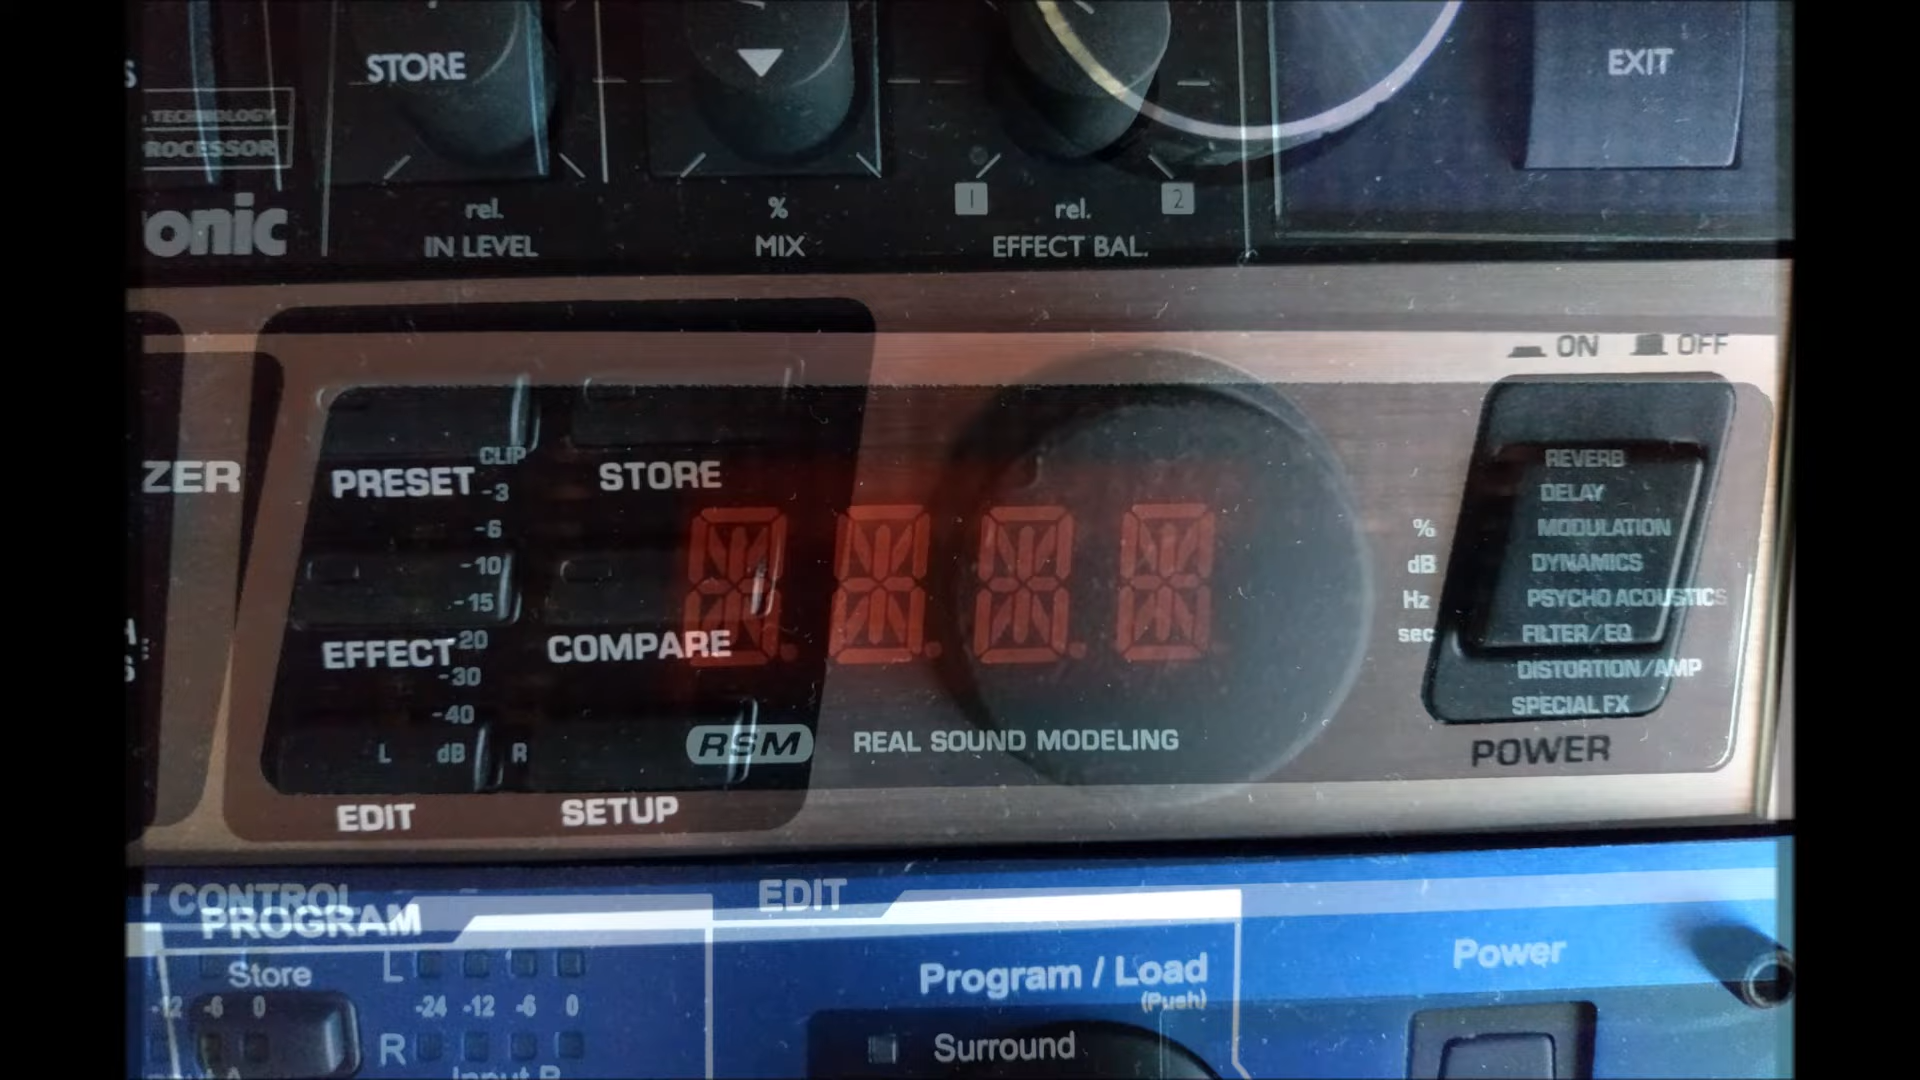 STORE
EXIT
TECHNOLOGY
ROCESSOR
onic
rel.
%
1
rel.
2
IN LEVEL
MIX
EFFECT BAL.
ON
OFF
ZER
PRESET
STORE
CLIP
-3
-6
-10
-15
-20
-30
-40
L
dB
R
EFFECT
COMPARE
EDIT
SETUP
RSM
REAL SOUND MODELING
%
dB
Hz
sec
REVERB
DELAY
MODULATION
DYNAMICS
PSYCHO ACOUSTICS
FILTER/EQ
DISTORTION/AMP
SPECIAL FX
POWER
T CONTROL
PROGRAM
EDIT
Store
L
-12 -6 0
-24 -12 -6 0
R
Input B
Program / Load
(Push)
Surround
Power